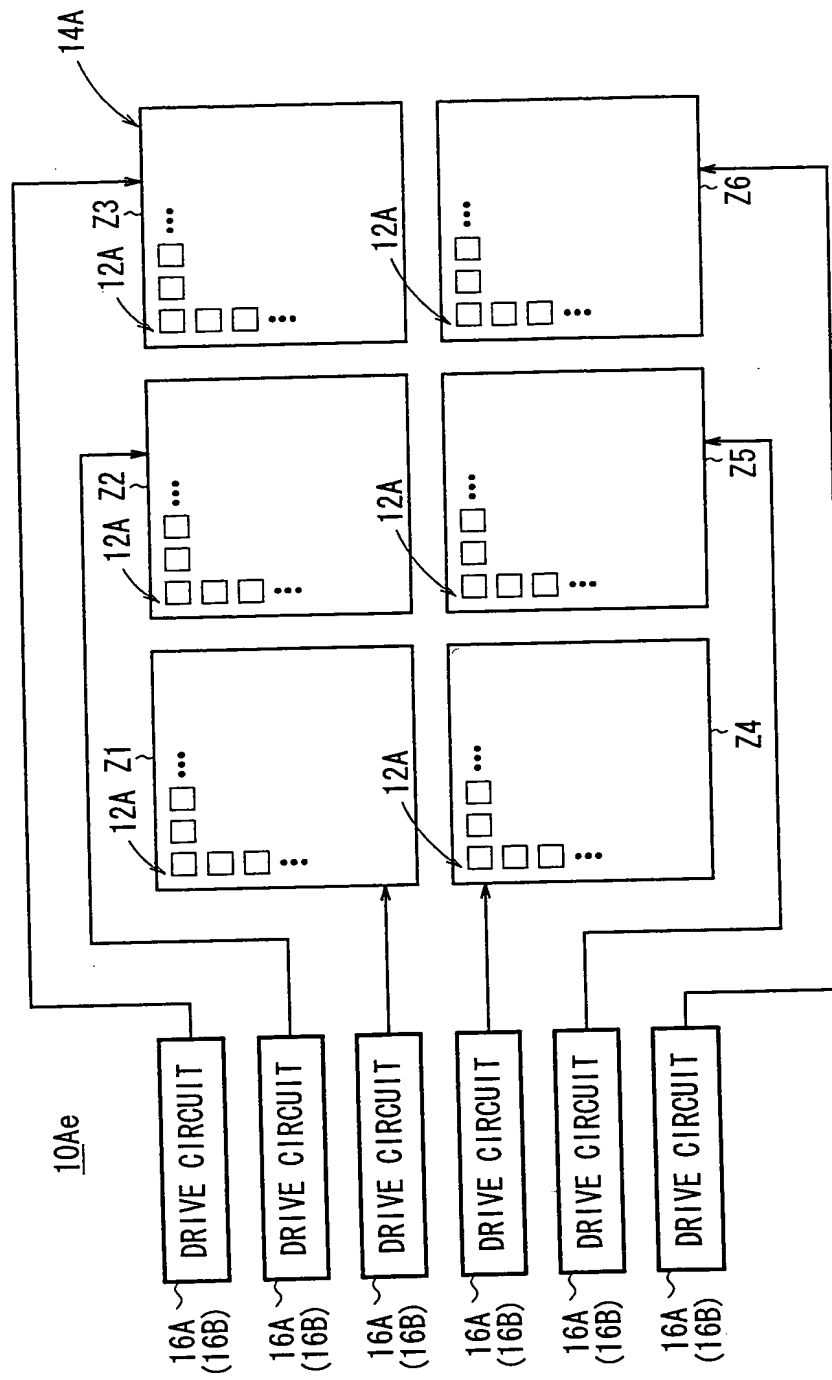 10Ae
14A
Z1
Z2
Z3
12A
12A
12A
Z4
Z5
Z6
12A
12A
12A
DRIVE CIRCUIT
16A
(16B)
DRIVE CIRCUIT
16A
(16B)
DRIVE CIRCUIT
16A
(16B)
DRIVE CIRCUIT
16A
(16B)
DRIVE CIRCUIT
16A
(16B)
DRIVE CIRCUIT
16A
(16B)